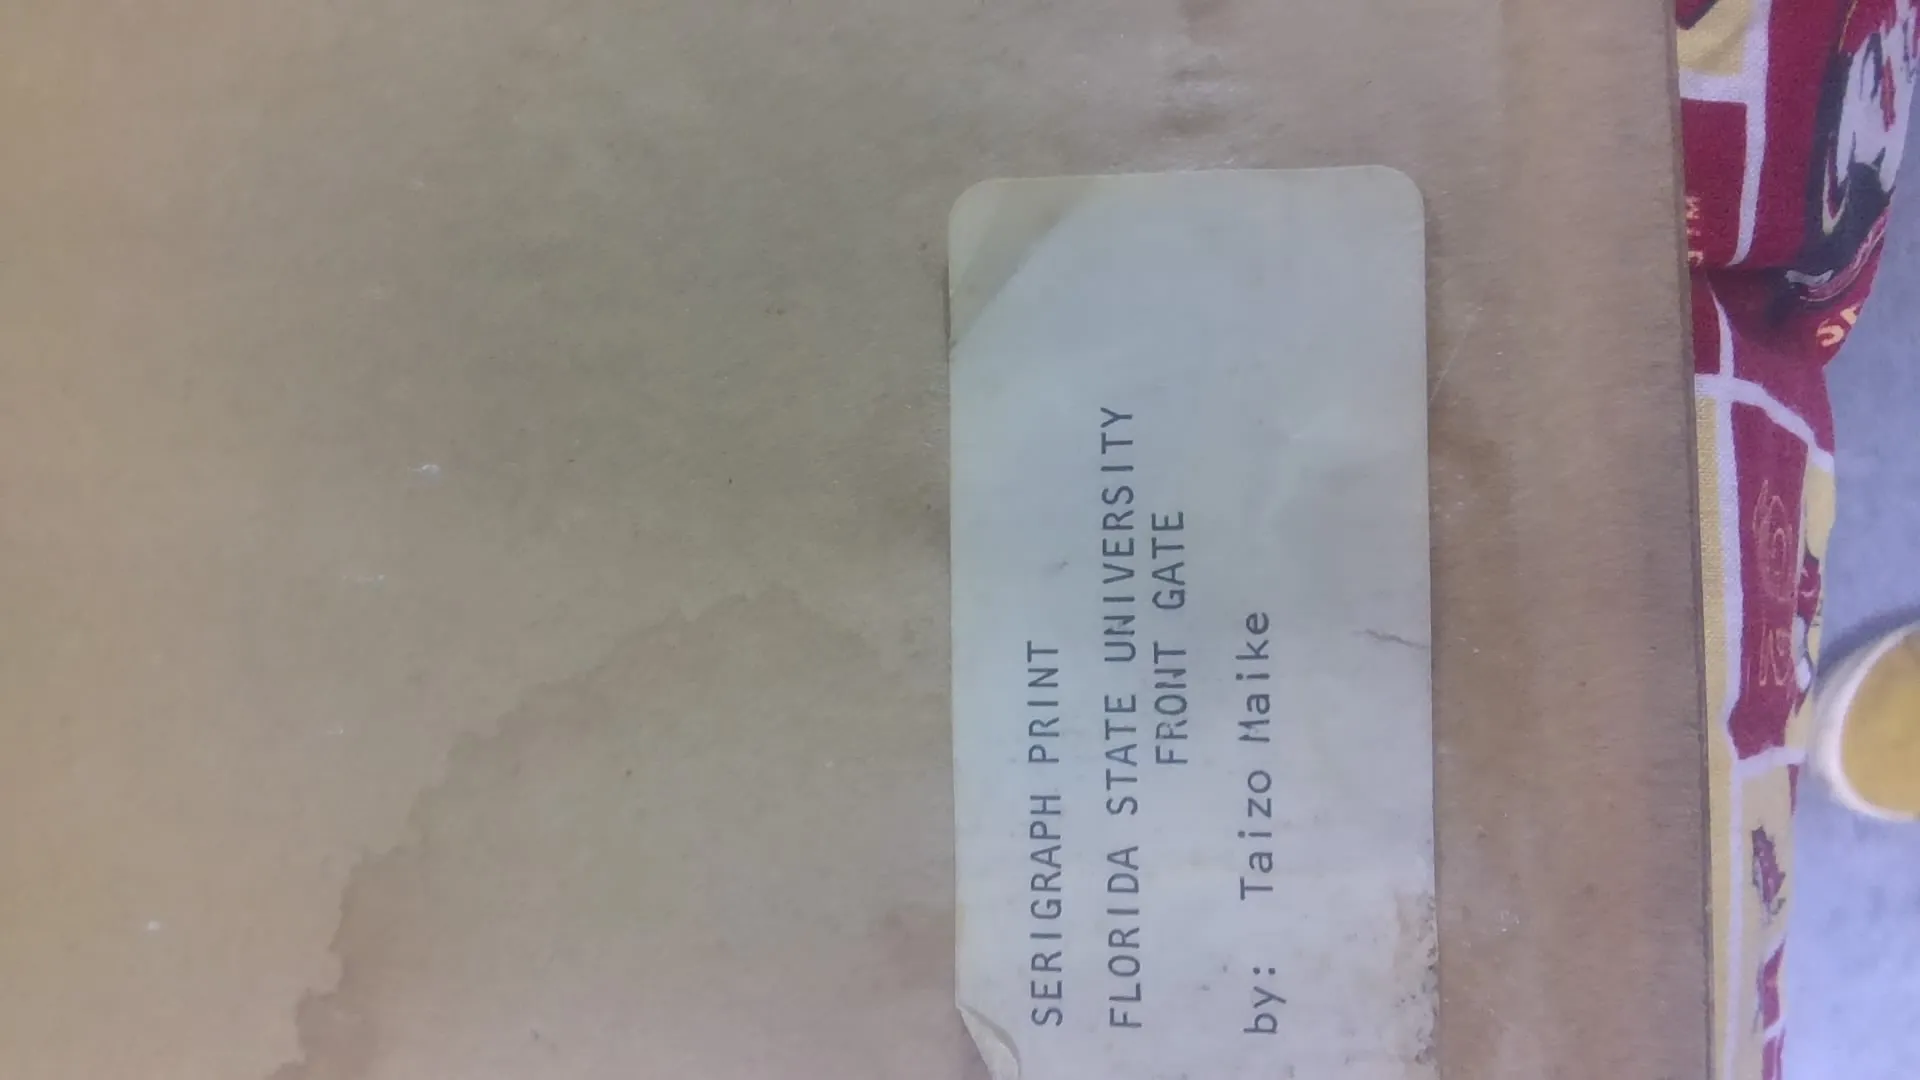 SERIGRAPH PRINT
FLORIDA STATE UNIVERSITY
FRONT GATE
by: Taizo Maike